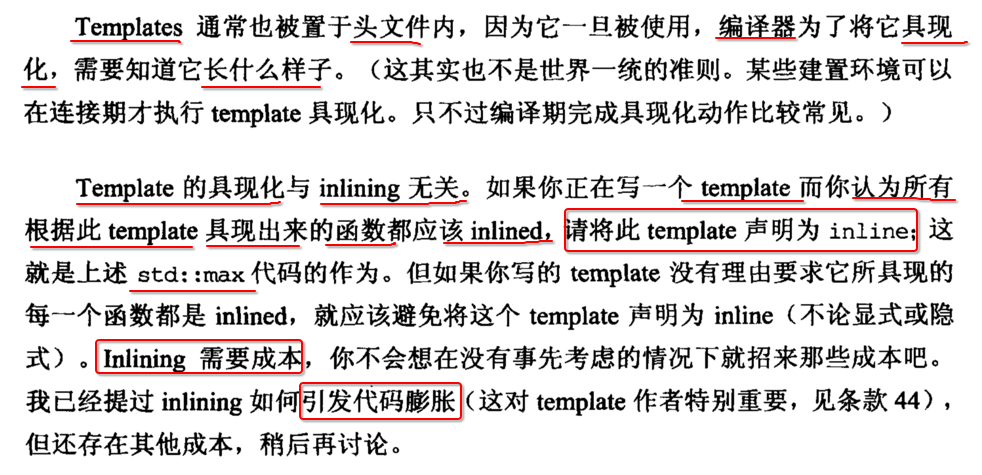 Templates 通常也被置于头文件内，因为它一旦被使用，编译器为了将它具现
化，需要知道它长什么样子。（这其实也不是世界一统的准则。某些建置环境可以
在连接期才执行 template 具现化。只不过编译期完成具现化动作比较常见。）
Template 的具现化与 inlining 无关。如果你正在写一个 template 而你认为所有
根据此 template 具现出来的函数都应该 inlined，请将此 template 声明为 inline；这
就是上述 std::max 代码的作为。但如果你写的 template 没有理由要求它所具现的
每一个函数都是 inlined，就应该避免将这个 template 声明为 inline（不论显式或隐
式）。Inlining 需要成本，你不会想在没有事先考虑的情况下就招来那些成本吧。
我已经提过 inlining 如何引发代码膨胀（这对 template 作者特别重要，见条款 44），
但还存在其他成本，稍后再讨论。